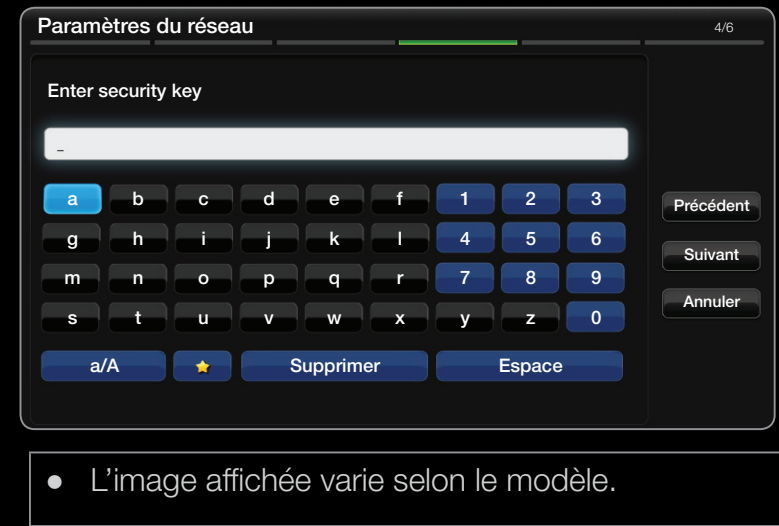 Paramètres du réseau 4/6
Enter security key
_
a b c d e f 1 2 3
Précédent
g h i j k l 4 5 6
Suivant
m n o p q r 7 8 9
Annuler
s t u v w x y z 0
a/A Supprimer Espace
● L’image affichée varie selon le modèle.